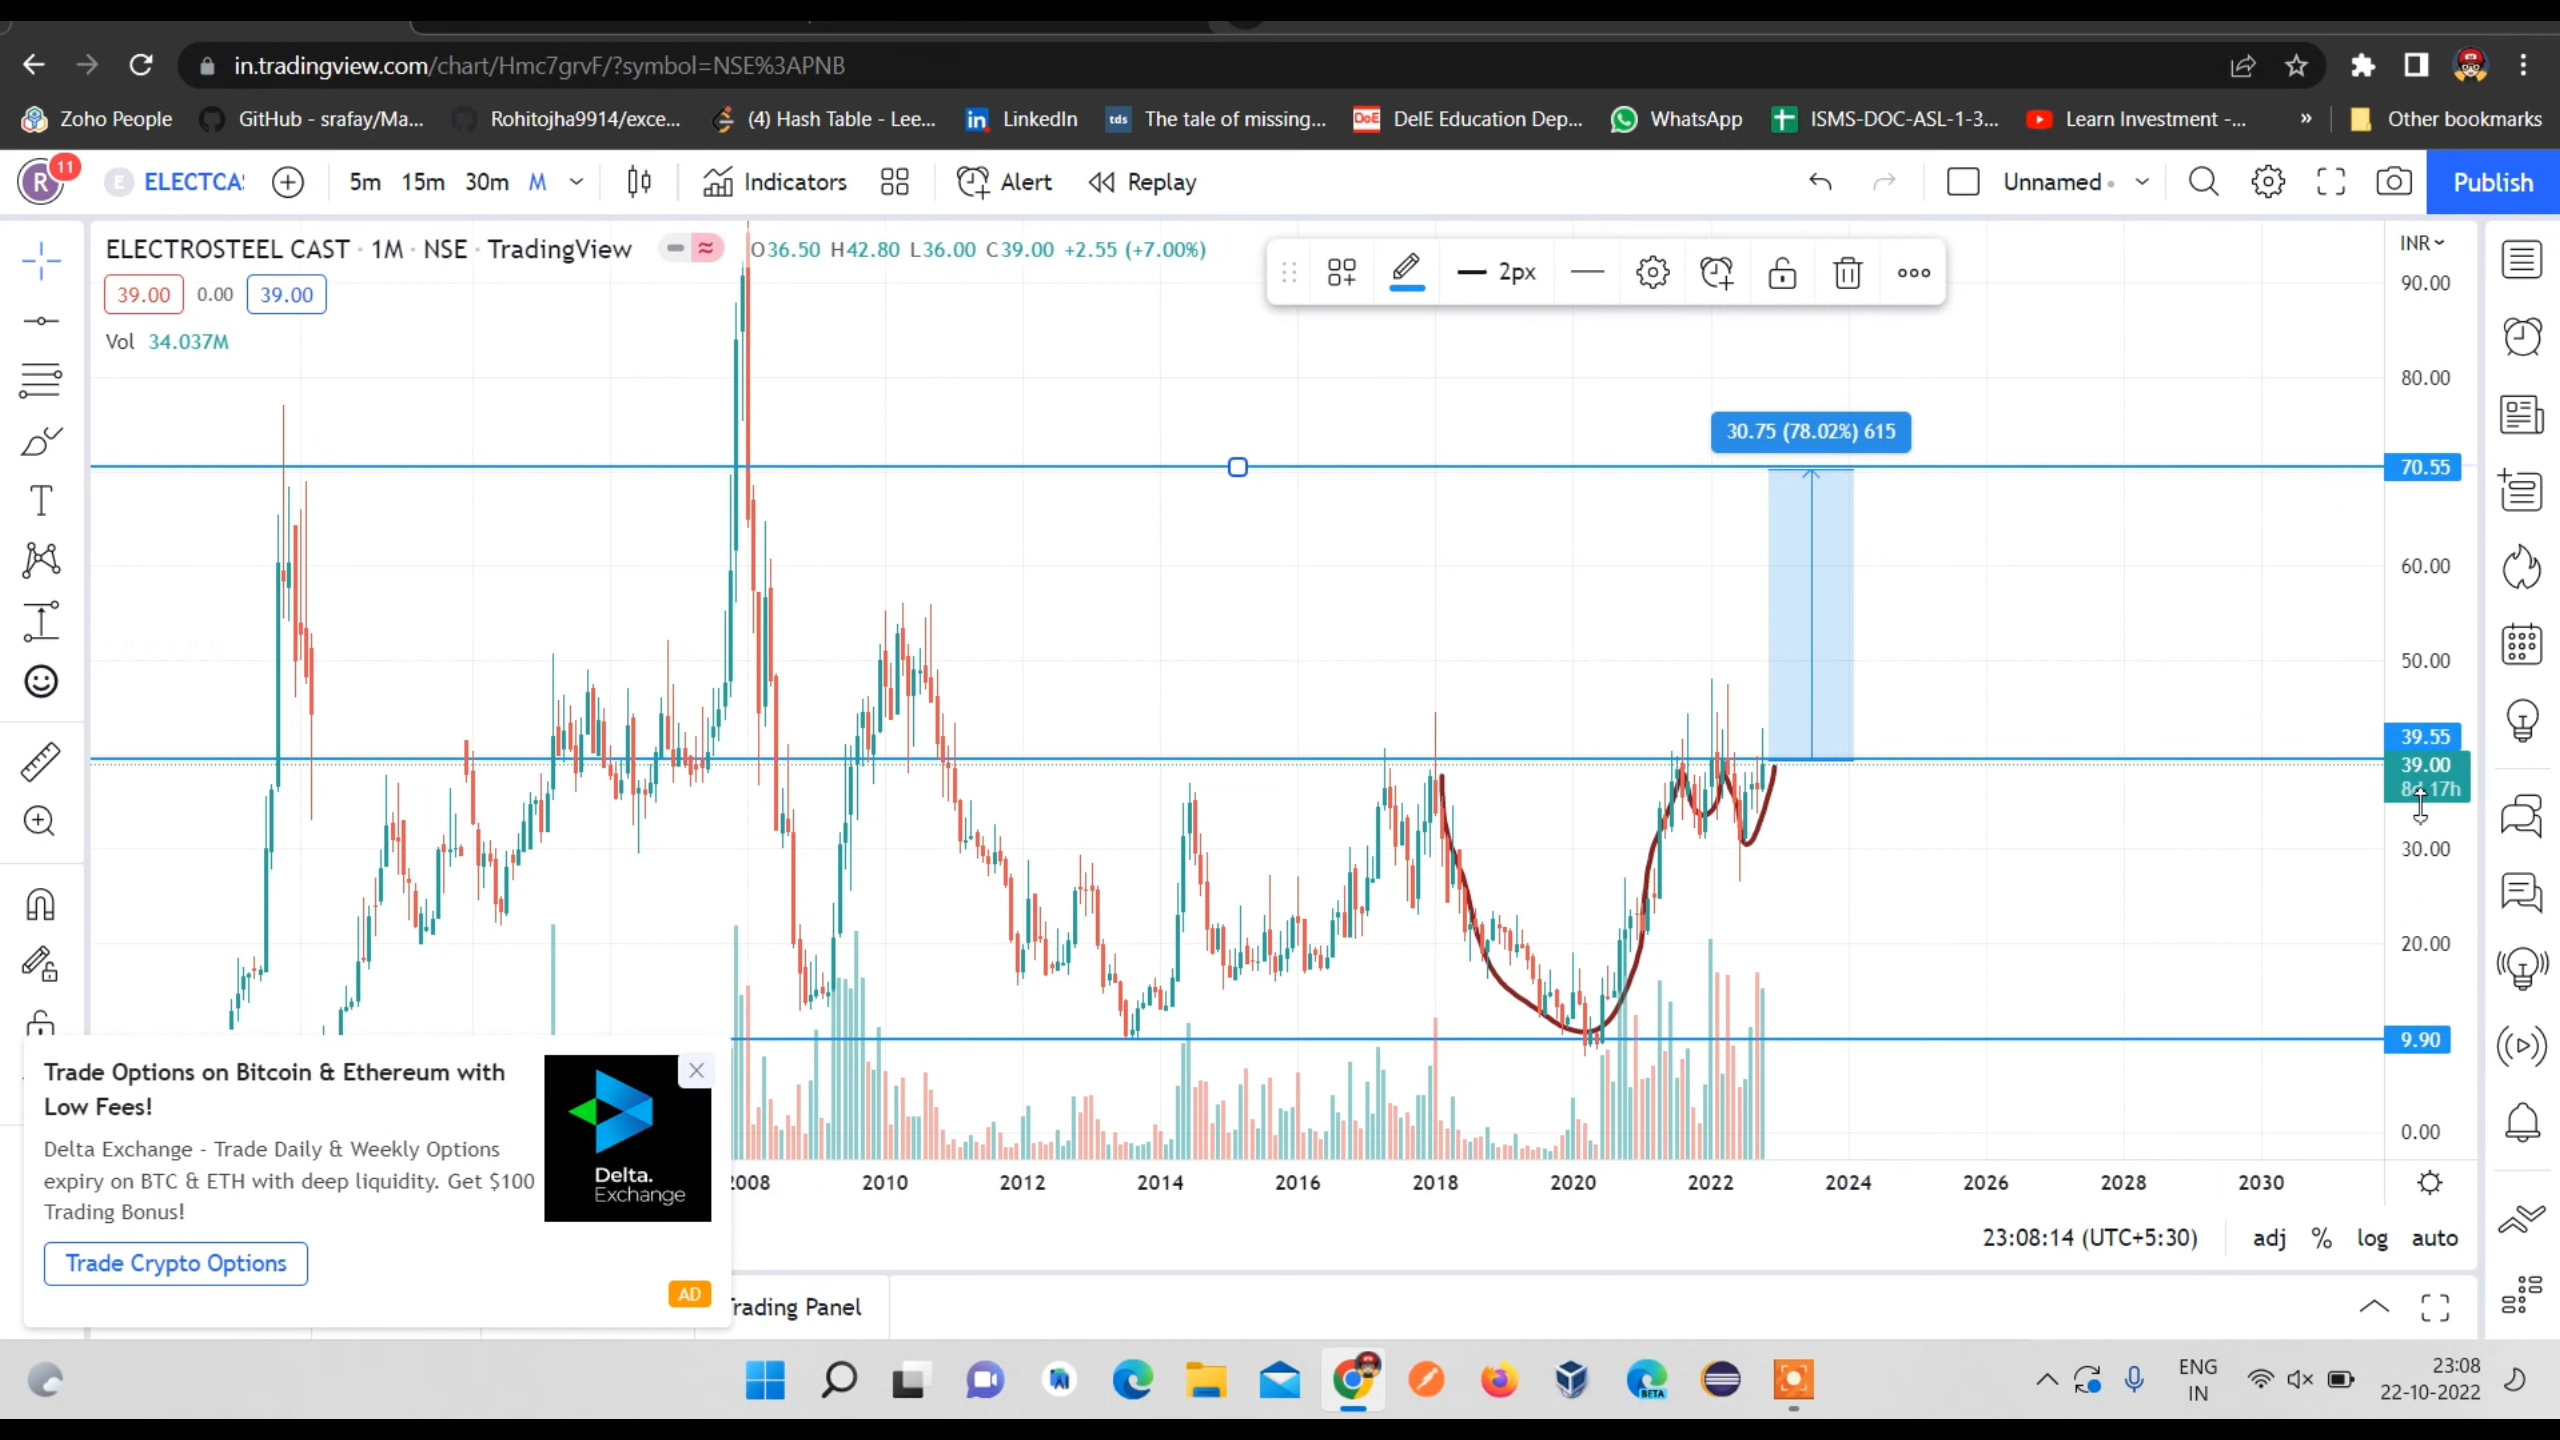 in.tradingview.com/chart/Hmc7grvF/?symbol=NSE%3APNB
Zoho People
GitHub - srafay/Ma...
Rohitojha9914/exce...
(4) Hash Table - Lee...
in
LinkedIn
tds
The tale of missing...
DoE
DelE Education Dep...
WhatsApp
ISMS-DOC-ASL-1-3...
Learn Investment -...
»
Other bookmarks
R
11
E
ELECTCA
5m
15m
30m
M
Indicators
Alert
Replay
Unnamed
Publish
ELECTROSTEEL CAST · 1M · NSE · TradingView
O36.50 H42.80 L36.00 C39.00 +2.55 (+7.00%)
2px
INR
39.00
0.00
39.00
Vol 34.037M
90.00
80.00
30.75 (78.02%) 615
70.55
60.00
50.00
39.55
39.00
17h
30.00
20.00
9.90
0.00
T
Trade Options on Bitcoin & Ethereum with
Low Fees!
Delta Exchange - Trade Daily & Weekly Options
expiry on BTC & ETH with deep liquidity. Get $100
Trading Bonus!
Delta.
Exchange
Trade Crypto Options
AD
2008
2010
2012
2014
2016
2018
2020
2022
2024
2026
2028
2030
23:08:14 (UTC+5:30)
adj
%
log
auto
Trading Panel
BETA
ENG
IN
23:08
22-10-2022